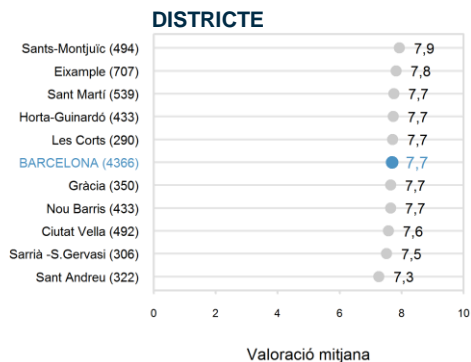 DISTRICTE
Sants-Montjuïc (494) 7,9
Eixample (707) 7,8
Sant Martí (539) 7,7
Horta-Guinardó (433) 7,7
Les Corts (290) 7,7
BARCELONA (4366) 7,7
Gràcia (350) 7,7
Nou Barris (433) 7,7
Ciutat Vella (492) 7,6
Sarrià -S.Gervasi (306) 7,5
Sant Andreu (322) 7,3
0 2 4 6 8 10
Valoració mitjana